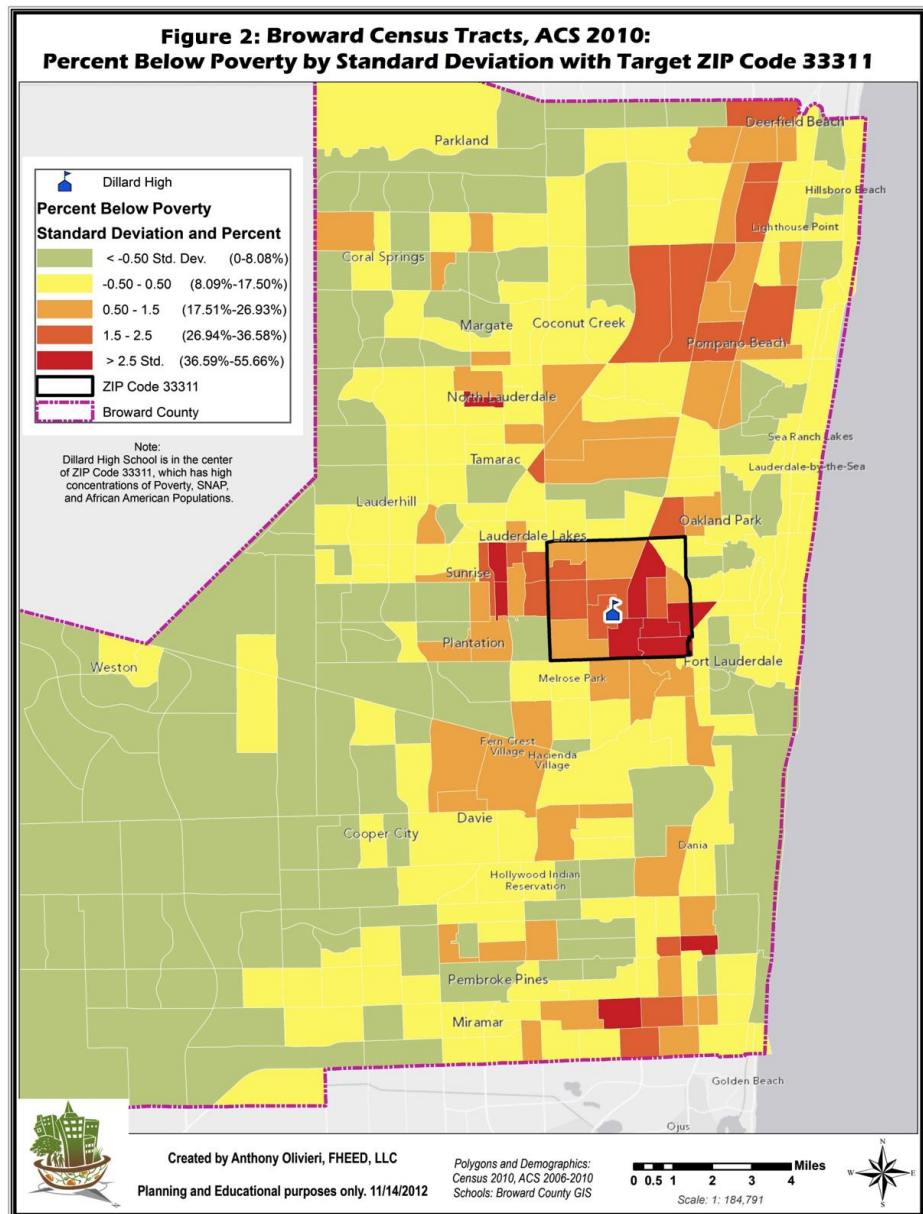 Figure 2: Broward Census Tracts, ACS 2010:
Percent Below Poverty by Standard Deviation with Target ZIP Code 33311
Deerfield Beach
Parkland
Dillard High
Percent Below Poverty
Standard Deviation and Percent
< -0.50 Std. Dev. (0-8.08%)
-0.50 - 0.50 (8.09%-17.50%)
0.50 - 1.5 (17.51%-26.93%)
1.5 - 2.5 (26.94%-36.58%)
> 2.5 Std. (36.59%-55.66%)
ZIP Code 33311
Broward County
Note:
Dillard High School is in the center
of ZIP Code 33311, which has high
concentrations of Poverty, SNAP,
and African American Populations.
Hillsboro Beach
Lighthouse Point
Coral Springs
Margate
Coconut Creek
Pompano Beach
North Lauderdale
Sea Ranch Lakes
Tamarac
Lauderdale-by-the-Sea
Lauderhill
Oakland Park
Lauderdale Lakes
Sunrise
Plantation
Fort Lauderdale
Weston
Melrose Park
Fern Crest
Village
Hacienda
Village
Davie
Cooper City
Dania
Hollywood Indian
Reservation
Pembroke Pines
Miramar
Golden Beach
Ojus
Created by Anthony Olivieri, FHEED, LLC
Planning and Educational purposes only. 11/14/2012
Polygons and Demographics:
Census 2010, ACS 2006-2010
Schools: Broward County GIS
Miles
0 0.5 1 2 3 4
Scale: 1: 184,791
N
W E
S